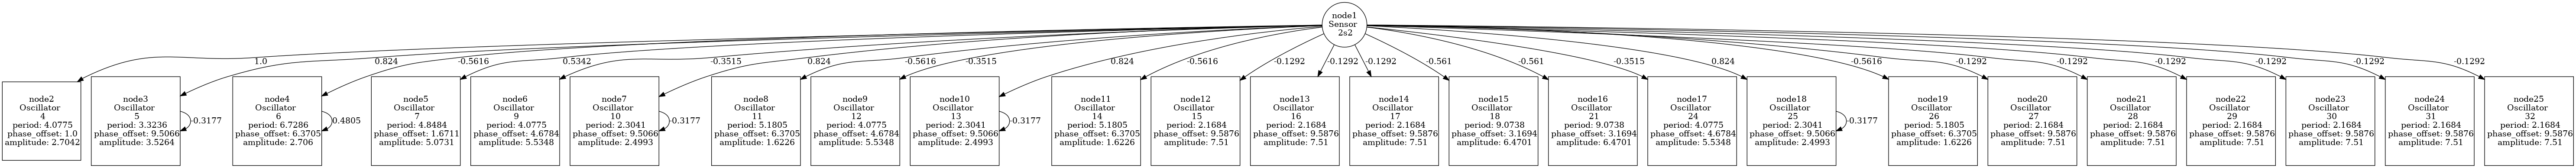 node1
Sensor
2s2
1.0
0.824
-0.5616
0.5342
-0.3515
0.824
-0.5616
-0.3515
0.824
-0.5616
-0.1292
-0.1292
-0.1292
-0.561
-0.561
-0.3515
0.824
-0.5616
-0.1292
-0.1292
-0.1292
-0.1292
-0.1292
-0.1292
node2
Oscillator
4
period: 4.0775
phase_offset: 1.0
amplitude: 2.7042
node3
Oscillator
5
period: 3.3236
phase_offset: 9.5066
amplitude: 3.5264
-0.3177
node4
Oscillator
6
period: 6.7286
phase_offset: 6.3705
amplitude: 2.706
0.4805
node5
Oscillator
7
period: 4.8484
phase_offset: 1.6711
amplitude: 5.0731
node6
Oscillator
9
period: 4.0775
phase_offset: 4.6784
amplitude: 5.5348
node7
Oscillator
10
period: 2.3041
phase_offset: 9.5066
amplitude: 2.4993
-0.3177
node8
Oscillator
11
period: 5.1805
phase_offset: 6.3705
amplitude: 1.6226
node9
Oscillator
12
period: 4.0775
phase_offset: 4.6784
amplitude: 5.5348
node10
Oscillator
13
period: 2.3041
phase_offset: 9.5066
amplitude: 2.4993
-0.3177
node11
Oscillator
14
period: 5.1805
phase_offset: 6.3705
amplitude: 1.6226
node12
Oscillator
15
period: 2.1684
phase_offset: 9.5876
amplitude: 7.51
node13
Oscillator
16
period: 2.1684
phase_offset: 9.5876
amplitude: 7.51
node14
Oscillator
17
period: 2.1684
phase_offset: 9.5876
amplitude: 7.51
node15
Oscillator
18
period: 9.0738
phase_offset: 3.1694
amplitude: 6.4701
node16
Oscillator
21
period: 9.0738
phase_offset: 3.1694
amplitude: 6.4701
node17
Oscillator
24
period: 4.0775
phase_offset: 4.6784
amplitude: 5.5348
node18
Oscillator
25
period: 2.3041
phase_offset: 9.5066
amplitude: 2.4993
-0.3177
node19
Oscillator
26
period: 5.1805
phase_offset: 6.3705
amplitude: 1.6226
node20
Oscillator
27
period: 2.1684
phase_offset: 9.5876
amplitude: 7.51
node21
Oscillator
28
period: 2.1684
phase_offset: 9.5876
amplitude: 7.51
node22
Oscillator
29
period: 2.1684
phase_offset: 9.5876
amplitude: 7.51
node23
Oscillator
30
period: 2.1684
phase_offset: 9.5876
amplitude: 7.51
node24
Oscillator
31
period: 2.1684
phase_offset: 9.5876
amplitude: 7.51
node25
Oscillator
32
period: 2.1684
phase_offset: 9.5876
amplitude: 7.51